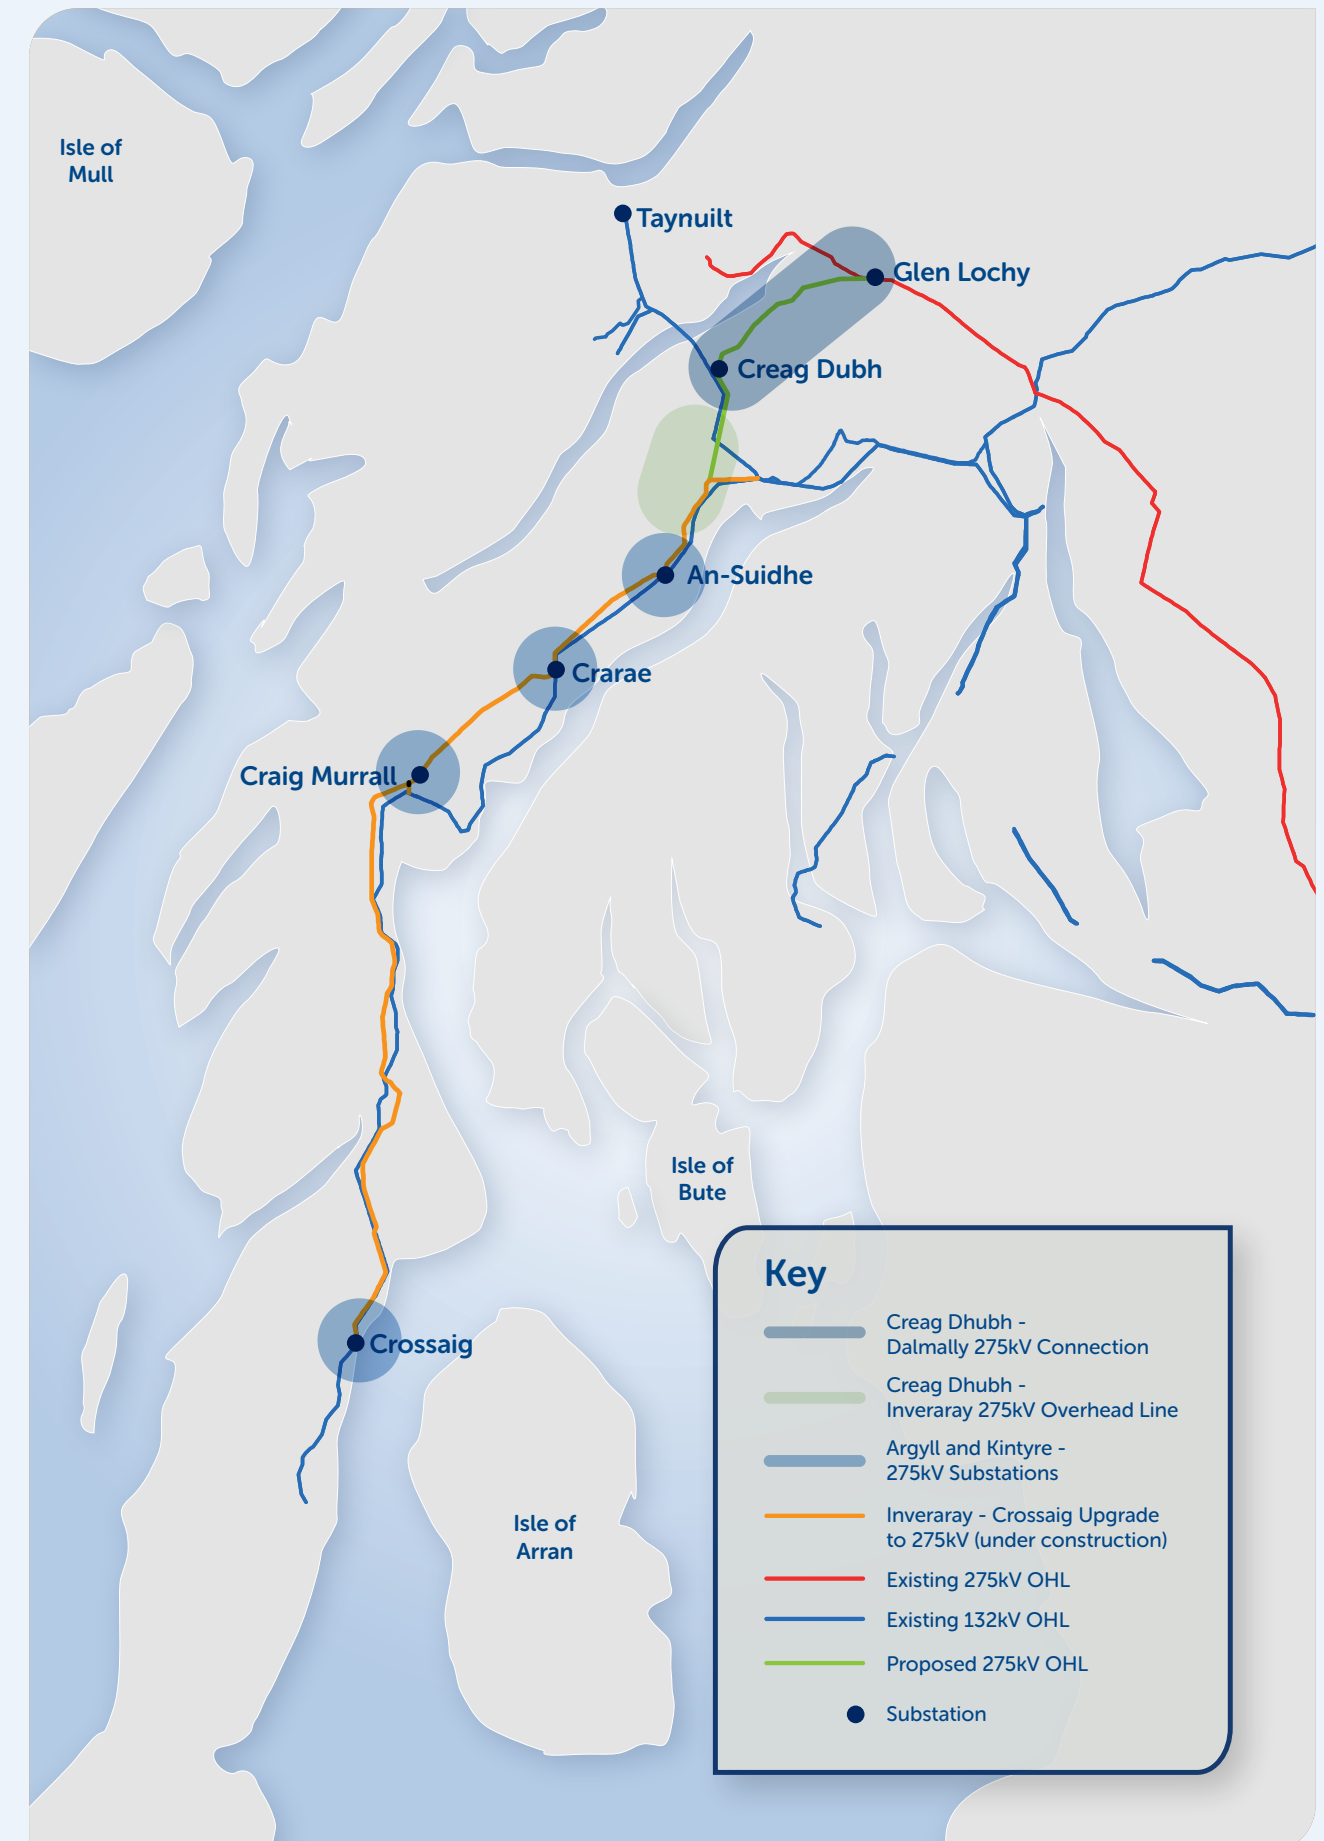 Isle of
Mull
Taynuilt
Glen Lochy
Creag Dubh
An-Suidhe
Crarae
Craig Murrall
Isle of
Bute
Crossaig
Isle of
Arran
Key
Creag Dhubh -
Dalmally 275kV Connection
Creag Dhubh -
Inveraray 275kV Overhead Line
Argyll and Kintyre -
275kV Substations
Inveraray - Crossaig Upgrade
to 275kV (under construction)
Existing 275kV OHL
Existing 132kV OHL
Proposed 275kV OHL
Substation